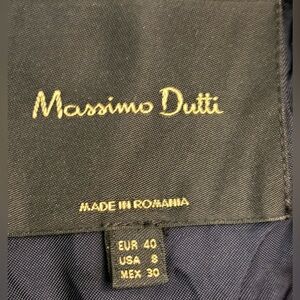 Massimo Dutti
MADE IN ROMANIA
EUR 40
USA 8
MEX 30